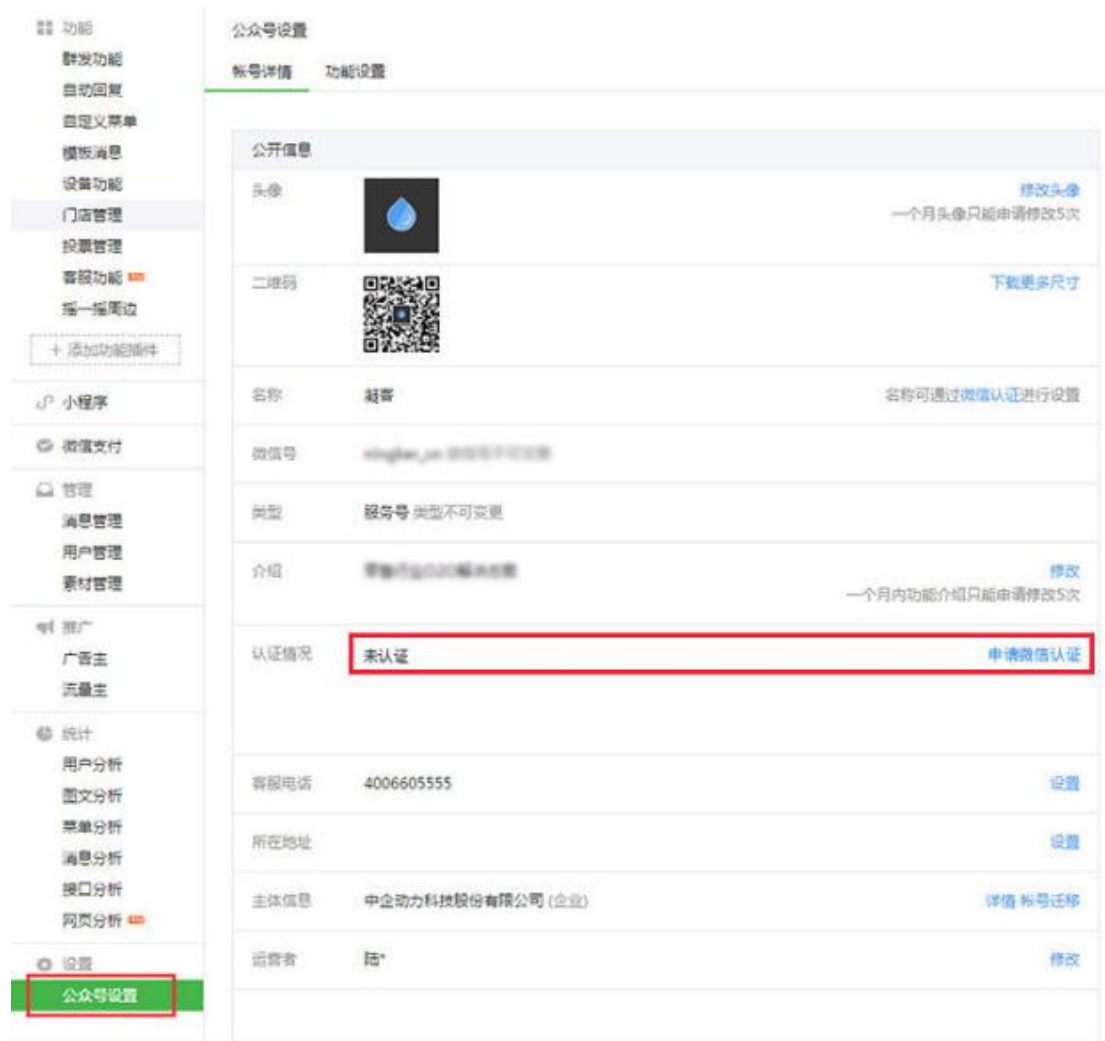 功能
群发功能
自动回复
自定义菜单
模板消息
设备功能
门店管理
投票管理
客服功能
摇一摇周边
+ 添加功能插件
小程序
微信支付
管理
消息管理
用户管理
素材管理
推广
广告主
流量主
统计
用户分析
图文分析
菜单分析
消息分析
接口分析
网页分析
设置
公众号设置
公众号设置
帐号详情 功能设置
公开信息
头像 修改头像
一个月头像只能申请修改5次
二维码 下载更多尺寸
名称 凝客 名称可通过微信认证进行设置
微信号
类型 服务号 类型不可变更
介绍 修改
一个月内功能介绍只能申请修改5次
认证情况 未认证 申请微信认证
客服电话 4006605555 设置
所在地址 设置
主体信息 中企动力科技股份有限公司 (企业) 详情 帐号迁移
运营者 陆* 修改